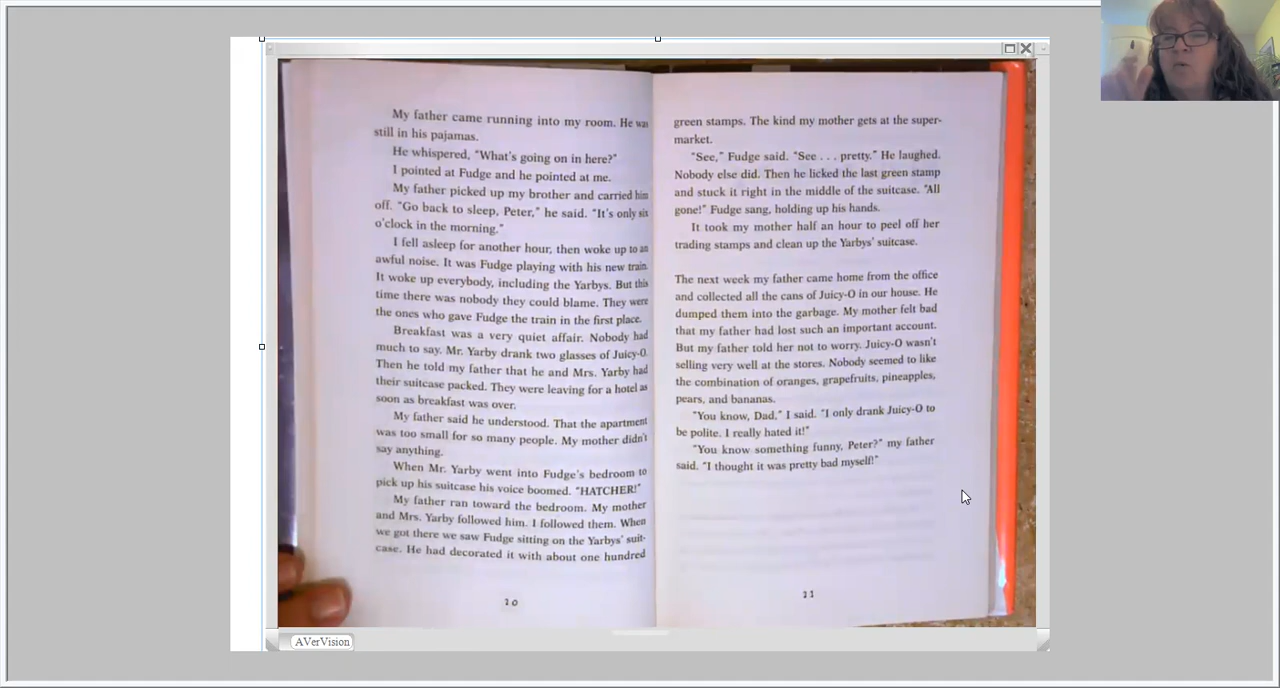 My father came running into my room. He was
still in his pajamas.
He whispered, "What's going on in here?"
I pointed at Fudge and he pointed at me.
My father picked up my brother and carried him
off. "Go back to sleep, Peter," he said. "It's only six
o'clock in the morning."
I fell asleep for another hour, then woke up to an
awful noise. It was Fudge playing with his new train.
It woke up everybody, including the Yarbys. But this
time there was nobody they could blame. They were
the ones who gave Fudge the train in the first place.
Breakfast was a very quiet affair. Nobody had
much to say. Mr. Yarby drank two glasses of Juicy-O.
Then he told my father that he and Mrs. Yarby had
their suitcase packed. They were leaving for a hotel as
soon as breakfast was over.
My father said he understood. That the apartment
was too small for so many people. My mother didn't
say anything.
When Mr. Yarby went into Fudge's bedroom to
pick up his suitcase his voice boomed. "HATCHER!"
My father ran toward the bedroom. My mother
and Mrs. Yarby followed him. I followed them. When
we got there we saw Fudge sitting on the Yarbys' suit-
case. He had decorated it with about one hundred
20
green stamps. The kind my mother gets at the super-
market.
"See," Fudge said. "See . . . pretty." He laughed.
Nobody else did. Then he licked the last green stamp
and stuck it right in the middle of the suitcase. "All
gone!" Fudge sang, holding up his hands.
It took my mother half an hour to peel off her
trading stamps and clean up the Yarbys' suitcase.
The next week my father came home from the office
and collected all the cans of Juicy-O in our house. He
dumped them into the garbage. My mother felt bad
that my father had lost such an important account.
But my father told her not to worry. Juicy-O wasn't
selling very well at the stores. Nobody seemed to like
the combination of oranges, grapefruits, pineapples,
pears, and bananas.
"You know, Dad," I said. "I only drank Juicy-O to
be polite. I really hated it!"
"You know something funny, Peter?" my father
said. "I thought it was pretty bad myself!"
21
AVerVision